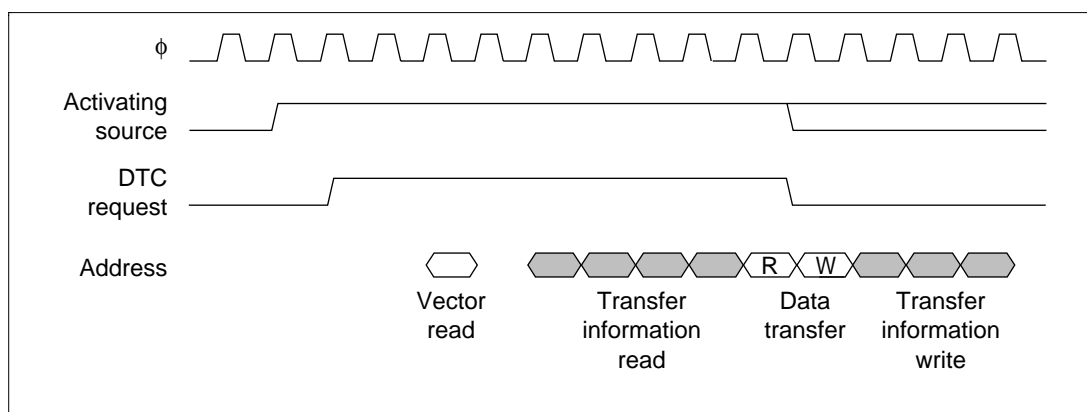 ϕ
Activating
source
DTC
request
Address
R W
Vector
read
Transfer
information
read
Data
transfer
Transfer
information
write